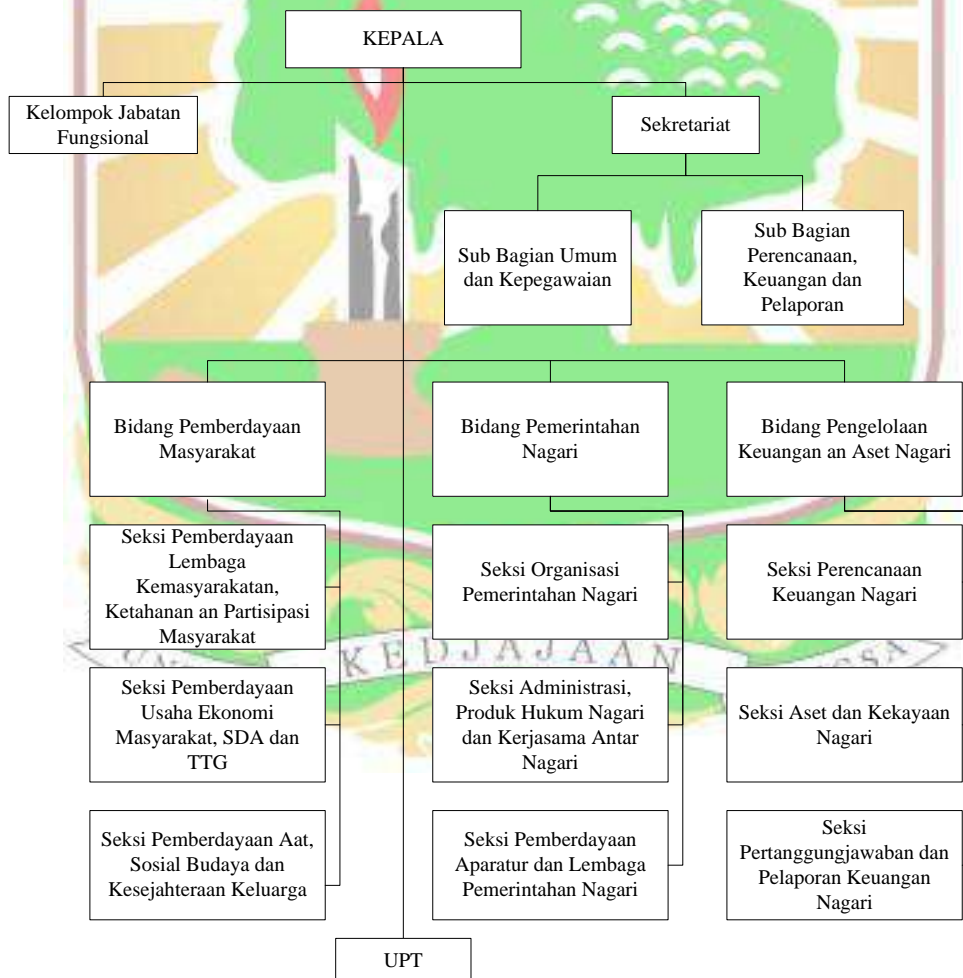 KEPALA
Kelompok Jabatan
Fungsional
Sekretariat
Sub Bagian Umum
dan Kepegawaian
Sub Bagian
Perencanaan,
Keuangan dan
Pelaporan
Bidang Pemberdayaan
Masyarakat
Bidang Pemerintahan
Nagari
Bidang Pengelolaan
Keuangan an Aset Nagari
Seksi Pemberdayaan
Lembaga
Kemasyarakatan,
Ketahanan an Partisipasi
Masyarakat
Seksi Organisasi
Pemerintahan Nagari
Seksi Perencanaan
Keuangan Nagari
KEDJAJAAN
Seksi Pemberdayaan
Usaha Ekonomi
Masyarakat, SDA dan
TTG
Seksi Administrasi,
Produk Hukum Nagari
dan Kerjasama Antar
Nagari
Seksi Aset dan Kekayaan
Nagari
Seksi Pemberdayaan Aat,
Sosial Budaya dan
Kesejahteraan Keluarga
Seksi Pemberdayaan
Aparatur dan Lembaga
Pemerintahan Nagari
Seksi
Pertanggungjawaban dan
Pelaporan Keuangan
Nagari
UPT